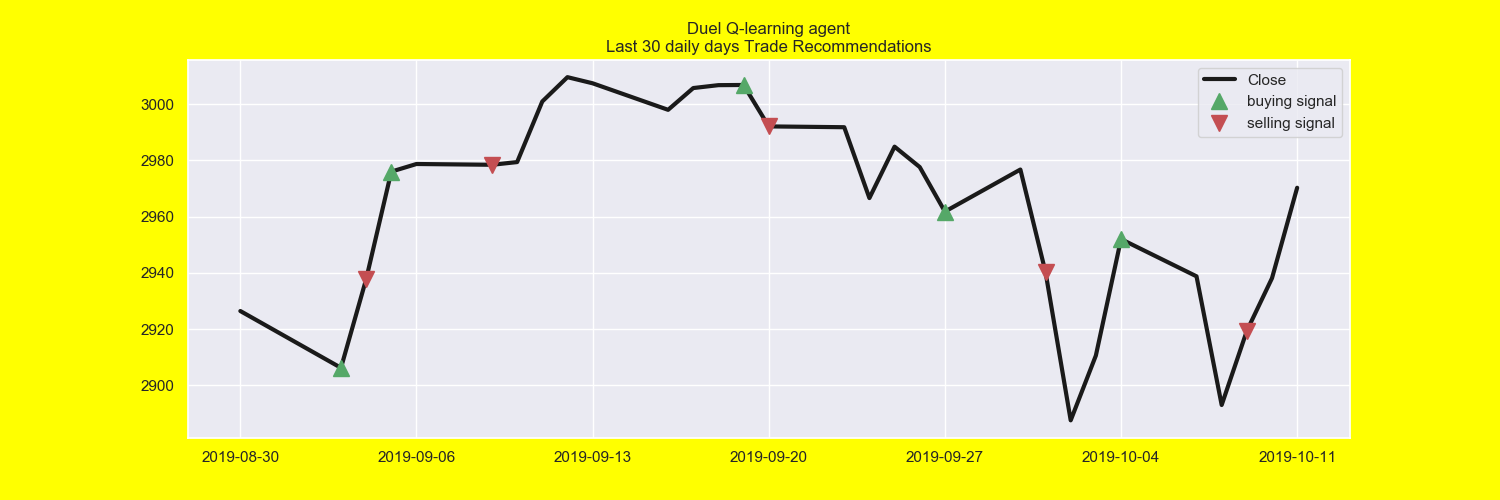 Duel Q-learning agent
Last 30 daily days Trade Recommendations
Close
buying signal
selling signal
3000
2980
2960
2940
2920
2900
2019-08-30 2019-09-06 2019-09-13 2019-09-20 2019-09-27 2019-10-04 2019-10-11